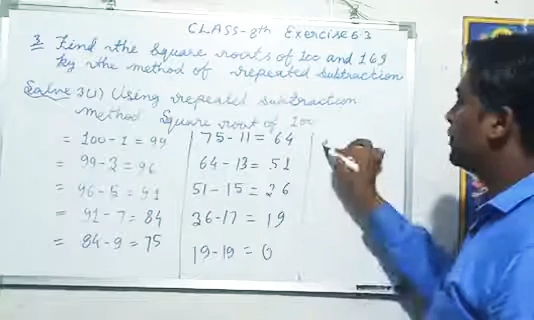 CLASS-8th Exercise 6.3
3. Find the Square roots of 100 and 169
by the method of repeated subtraction
Solve 3(i) Using repeated subtraction
method Square root of 100
= 100-1 = 99
= 99-3 = 96
= 96-5 = 91
= 91-7 = 84
= 84-9 = 75
75-11 = 64
64-13 = 51
51-15 = 36
36-17 = 19
19-19 = 0